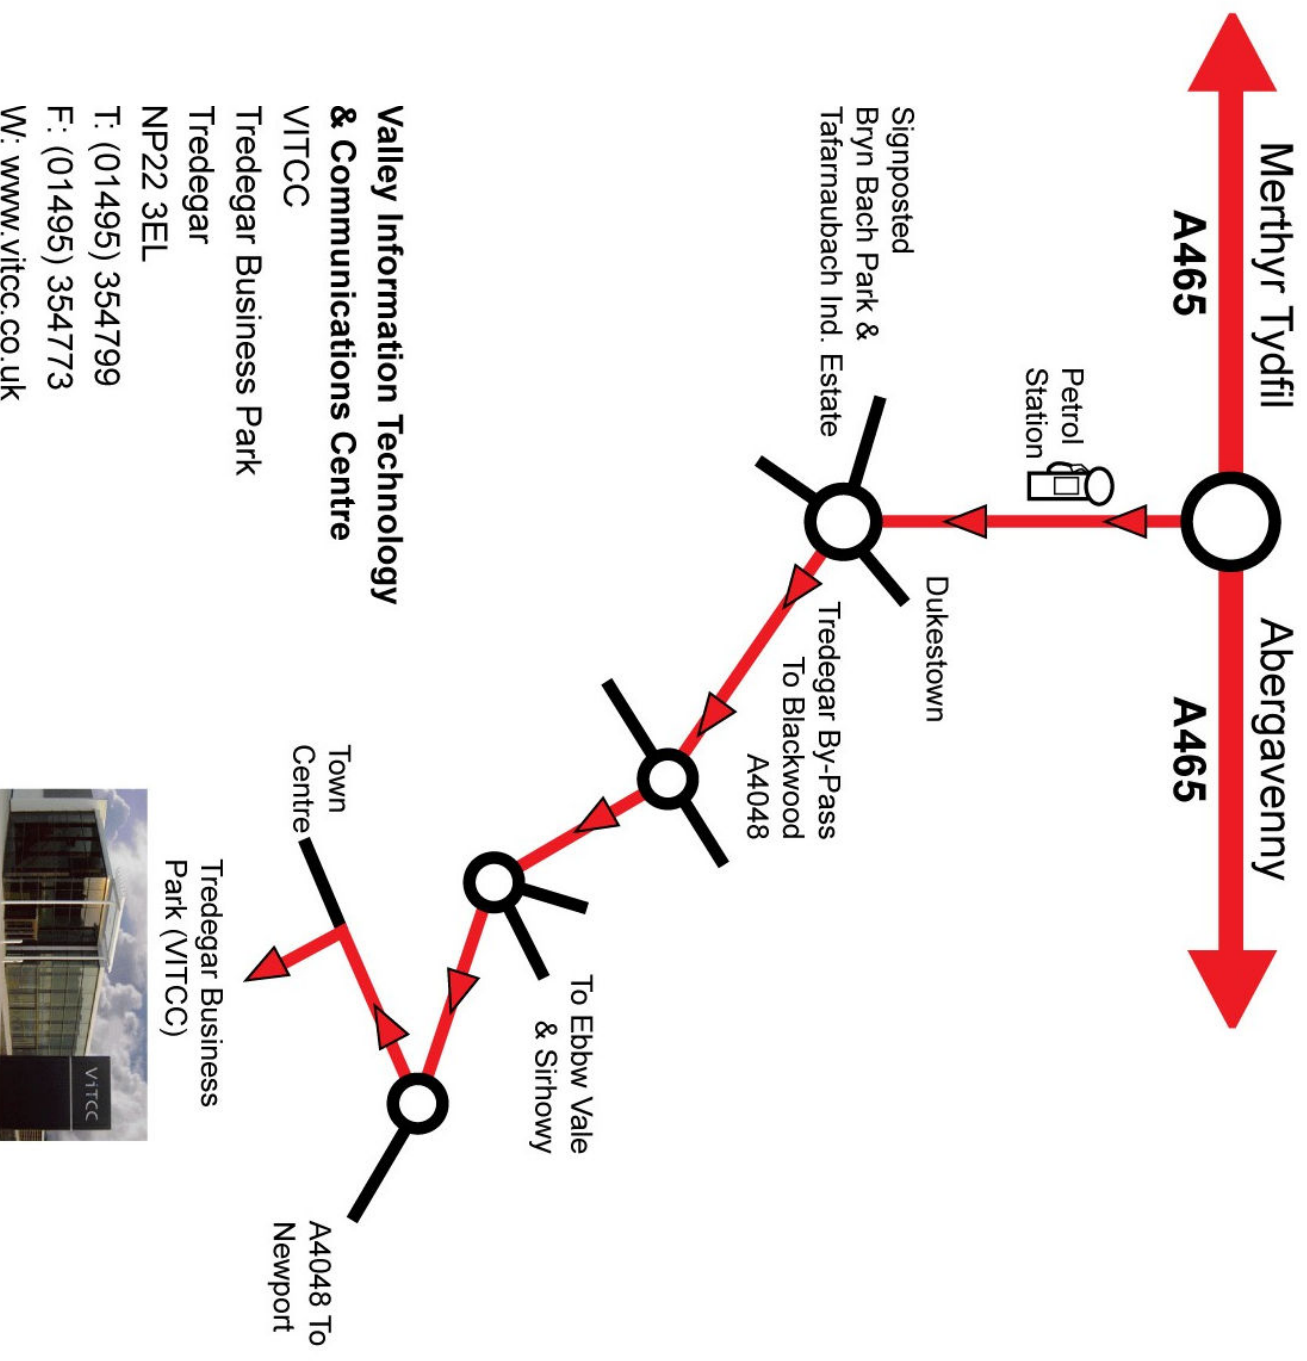 Merthyr Tydfil
A465
Abergavenny
A465
Petrol
Station
Signposted
Bryn Bach Park &
Tafarnaubach Ind. Estate
Dukestown
Tredegar By-Pass
To Blackwood
A4048
To Ebbw Vale
& Sirhowy
Town
Centre
A4048 To
Newport
Tredegar Business
Park (VITCC)
Valley Information Technology
& Communications Centre
VITCC
Tredegar Business Park
Tredegar
NP22 3EL
T: (01495) 354799
F: (01495) 354773
W: www.vitcc.co.uk
ViTCC